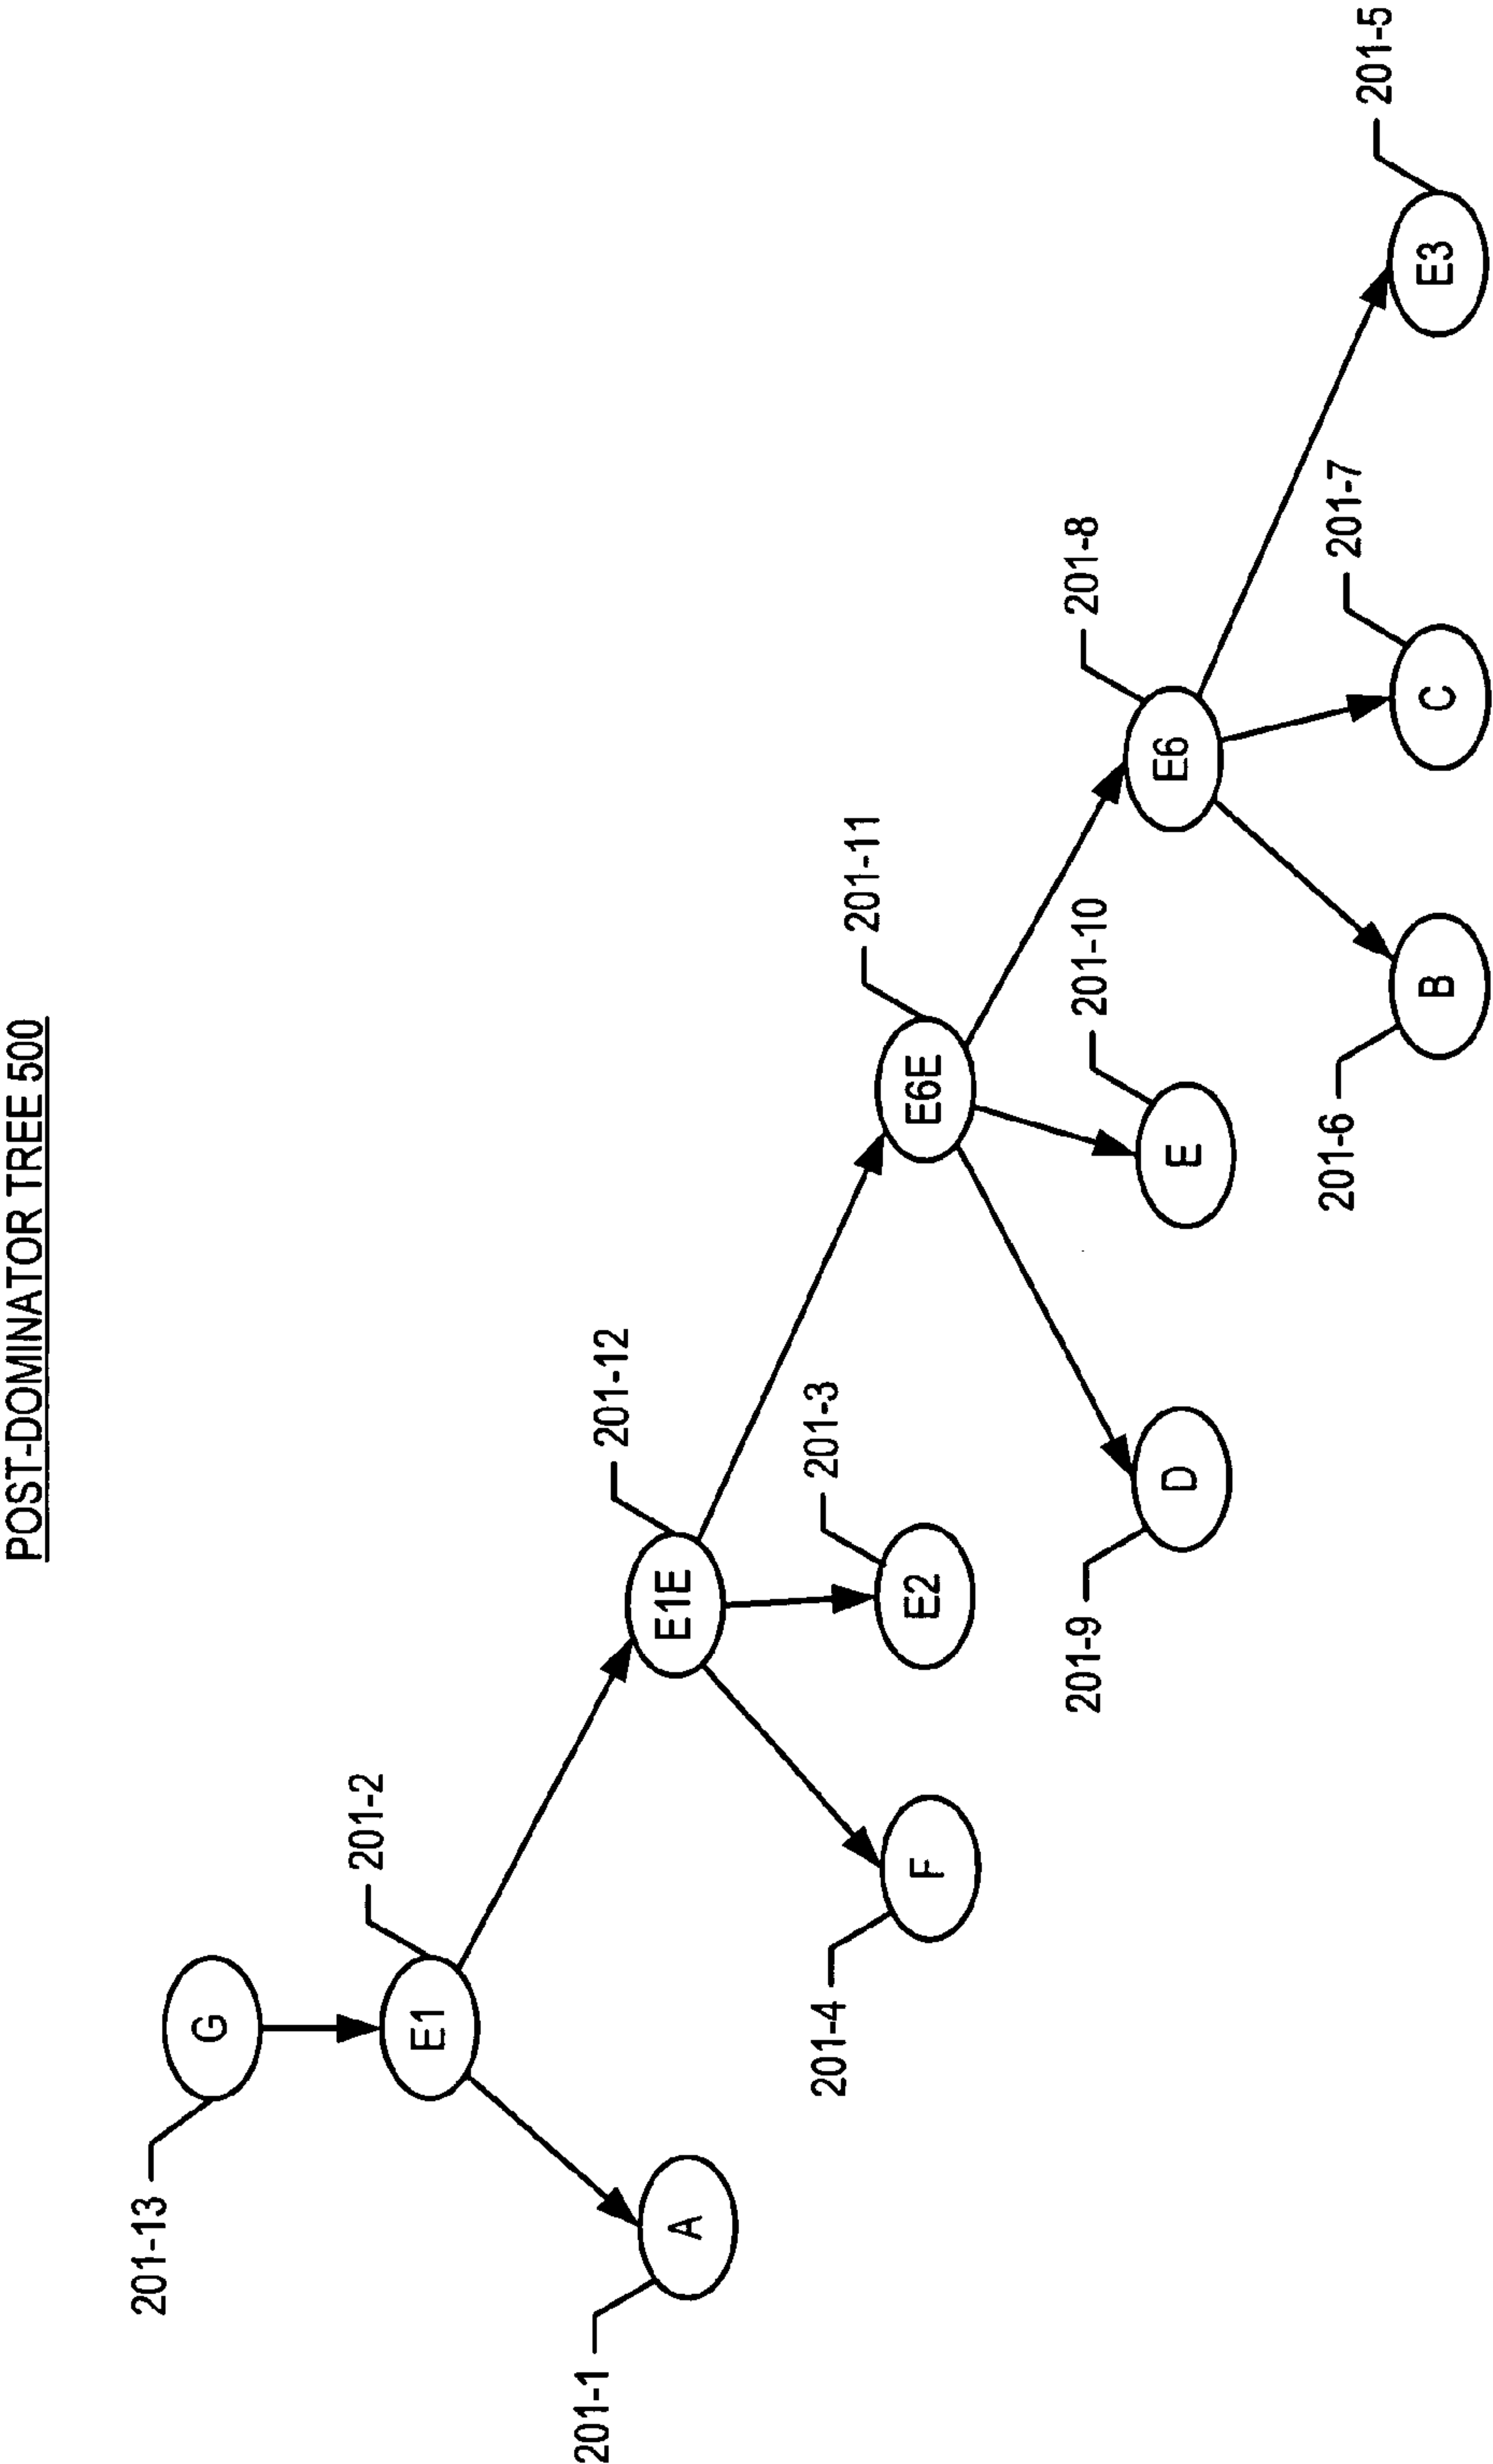 POST-DOMINATOR TREE 500
201-13
G
201-2
E1
201-1
A
201-12
E1E
201-4
F
201-3
E2
201-11
E6E
201-9
D
201-10
E
201-8
E6
201-6
B
201-7
C
201-5
E3